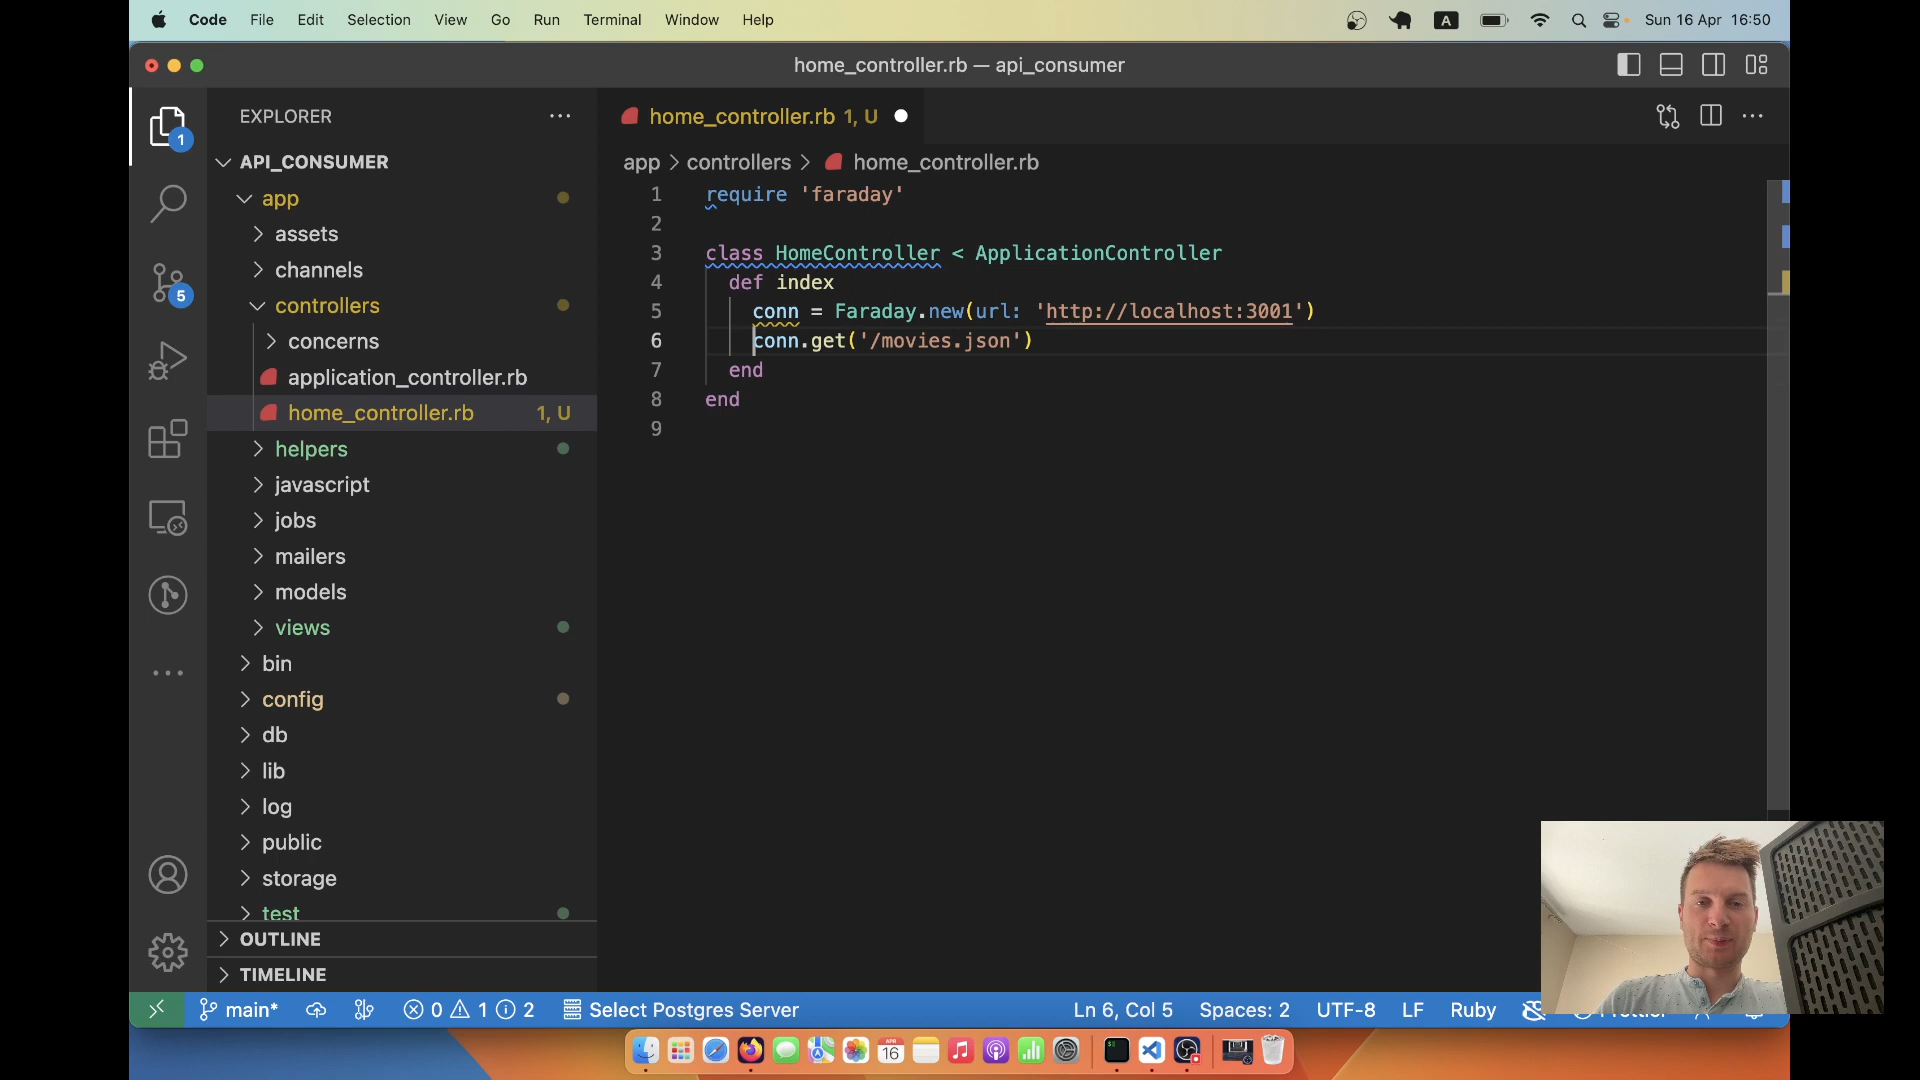 Code File Edit Selection View Go Run Terminal Window Help A Sun 16 Apr 16:50
home_controller.rb — api_consumer
1
EXPLORER
home_controller.rb 1, U
API_CONSUMER
app > controllers > home_controller.rb
app
assets
channels
controllers
concerns
application_controller.rb
home_controller.rb 1, U
helpers
javascript
jobs
mailers
models
views
bin
config
db
lib
log
public
storage
test
OUTLINE
TIMELINE
5
1 require 'faraday'
2
3 class HomeController < ApplicationController
4 def index
5 conn = Faraday.new(url: 'http://localhost:3001')
6 conn.get('/movies.json')
7 end
8 end
9
main* 0 1 2 Select Postgres Server Ln 6, Col 5 Spaces: 2 UTF-8 LF Ruby
APR
16